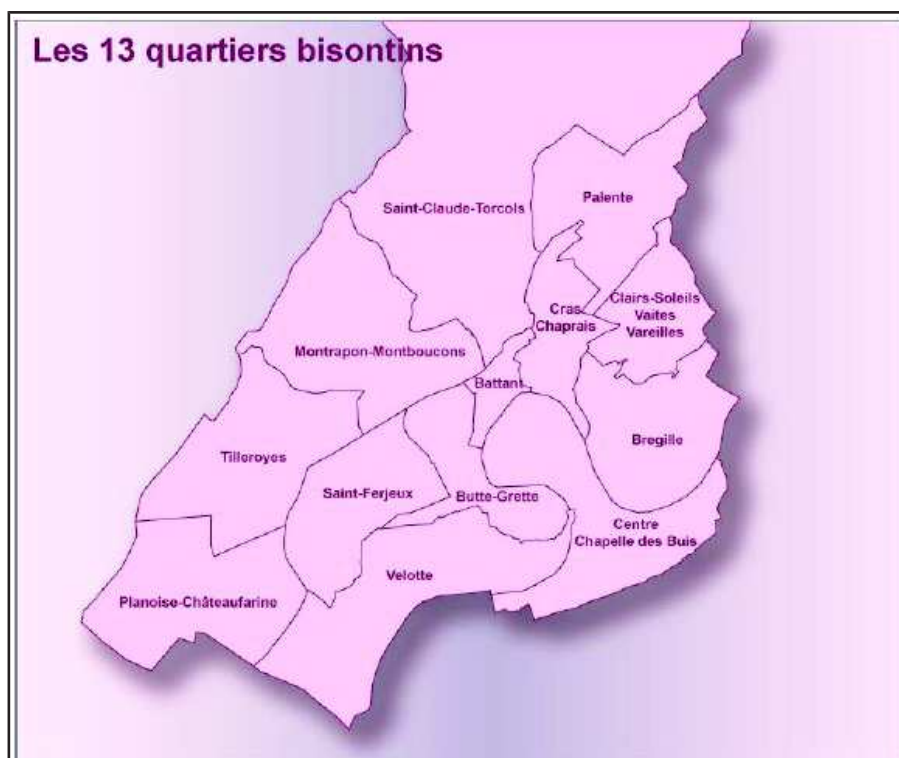 Les 13 quartiers bisontins
Palente
Saint-Claude-Torcols
Clairs-Soleils
Vaites
Vareilles
Cras
Chaprais
Montrapon-Montboucons
Battant
Bregille
Tilleroyes
Saint-Ferjeux
Butte-Grette
Centre
Chapelle des Buis
Velotte
Planoise-Châteaufarine